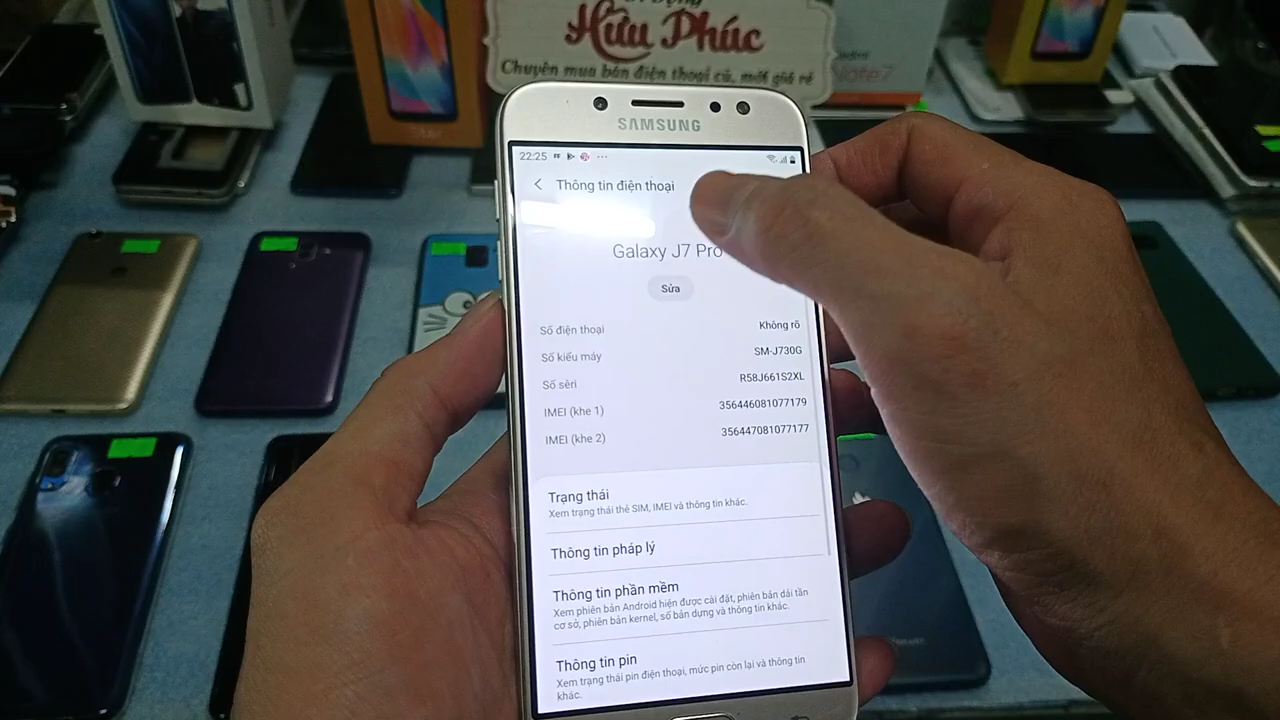 Hữu Phúc
Chuyên mua bán điện thoại cũ, mới giá rẻ
Note7
SAMSUNG
22:25
Thông tin điện thoại
Galaxy J7 Pro
Sửa
Số điện thoại
Không rõ
Số kiểu máy
SM-J730G
Số sêri
R58J661S2XL
IMEI (khe 1)
356446081077179
IMEI (khe 2)
356447081077177
Trạng thái
Xem trạng thái thẻ SIM, IMEI và thông tin khác.
Thông tin pháp lý
Thông tin phần mềm
Xem phiên bản Android hiện được cài đặt, phiên bản dải tần
cơ sở, phiên bản kernel, số bản dựng và thông tin khác.
Thông tin pin
Xem trạng thái pin điện thoại, mức pin còn lại và thông tin
khác.